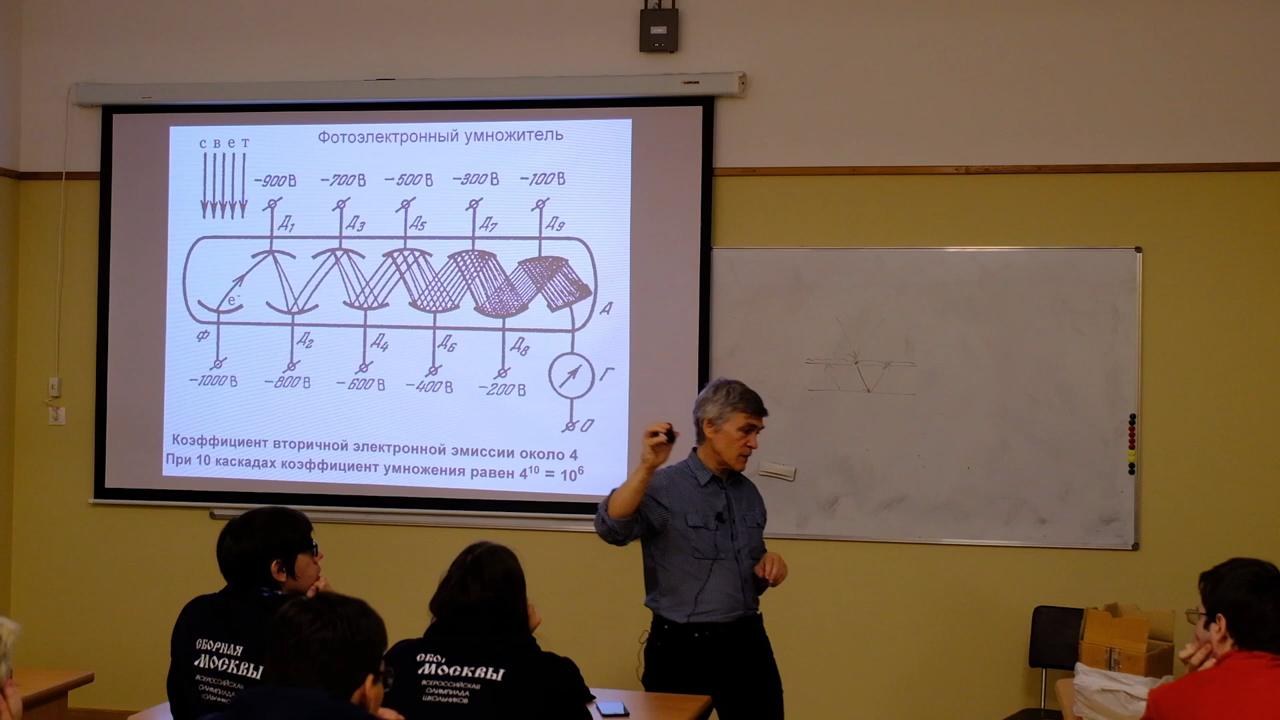 Фотоэлектронный умножитель
свет
-900В -700В -500В -300В -100В
Д1 Д3 Д5 Д7 Д9
e-
А
Ф Д2 Д4 Д6 Д8 Г
-1000В -800В -600В -400В -200В
0
Коэффициент вторичной электронной эмиссии около 4
При 10 каскадах коэффициент умножения равен 4¹⁰ = 10⁶
СБОРНАЯ
МОСКВЫ
ВСЕРОССИЙСКАЯ
ОЛИМПИАДА
МОСКВЫ
ВСЕРОССИЙСКАЯ
ОЛИМПИАДА
ШКОЛЬНИКОВ